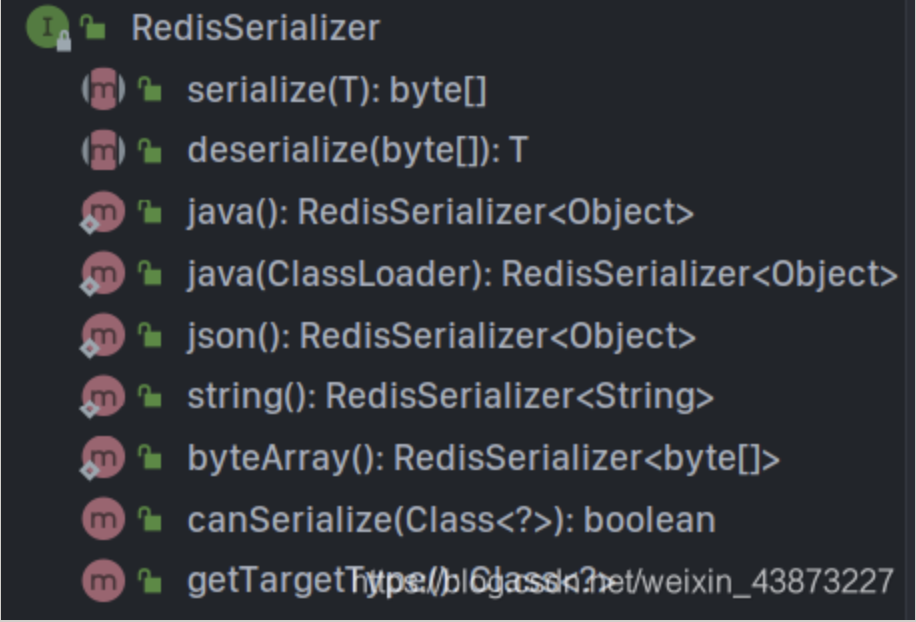 I RedisSerializer
m serialize(T): byte[]
m deserialize(byte[]): T
m java(): RedisSerializer<Object>
m java(ClassLoader): RedisSerializer<Object>
m json(): RedisSerializer<Object>
m string(): RedisSerializer<String>
m byteArray(): RedisSerializer<byte[]>
m canSerialize(Class<?>): boolean
m getTargetType(): Class<?>
https://blog.csdn.net/weixin_43873227